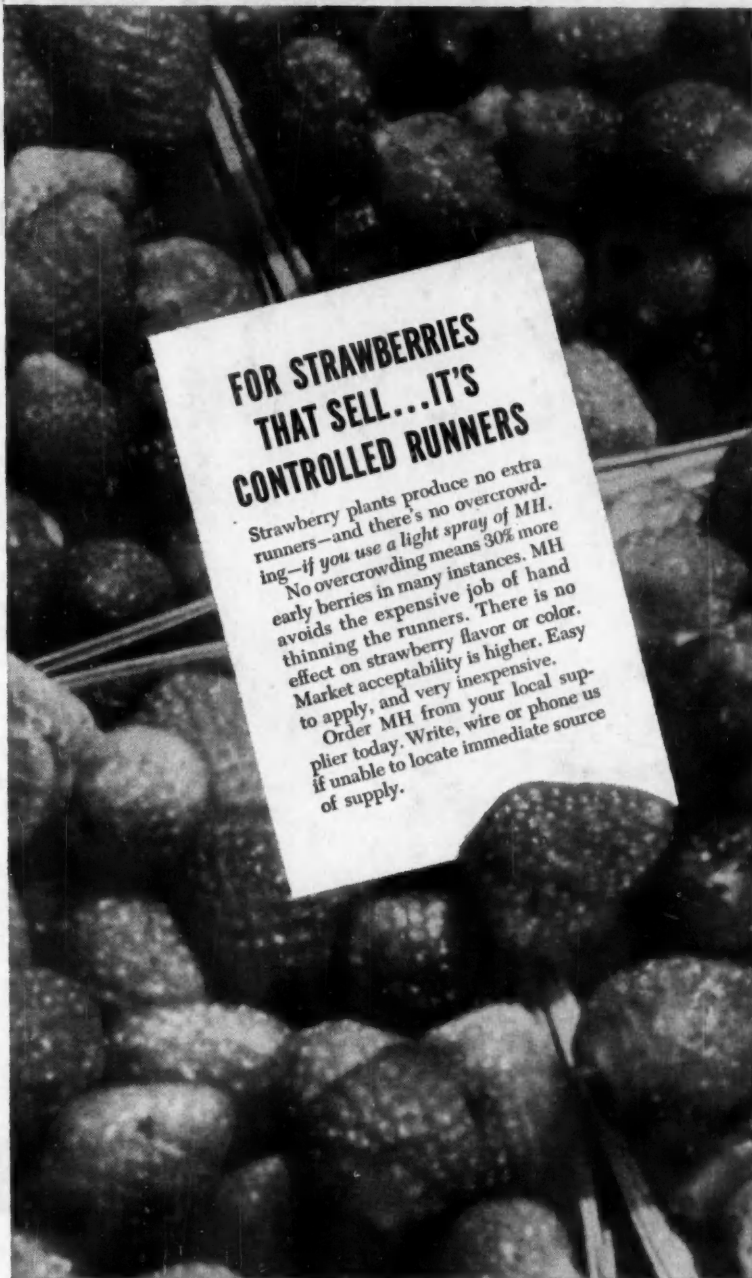 FOR STRAWBERRIES
THAT SELL...IT'S
CONTROLLED RUNNERS
Strawberry plants produce no extra
runners—and there's no overcrowd-
ing—if you use a light spray of MH.
No overcrowding means 30% more
early berries in many instances. MH
avoids the expensive job of hand
thinning the runners. There is no
effect on strawberry flavor or color.
Market acceptability is higher. Easy
to apply, and very inexpensive.
Order MH from your local sup-
plier today. Write, wire or phone us
if unable to locate immediate source
of supply.